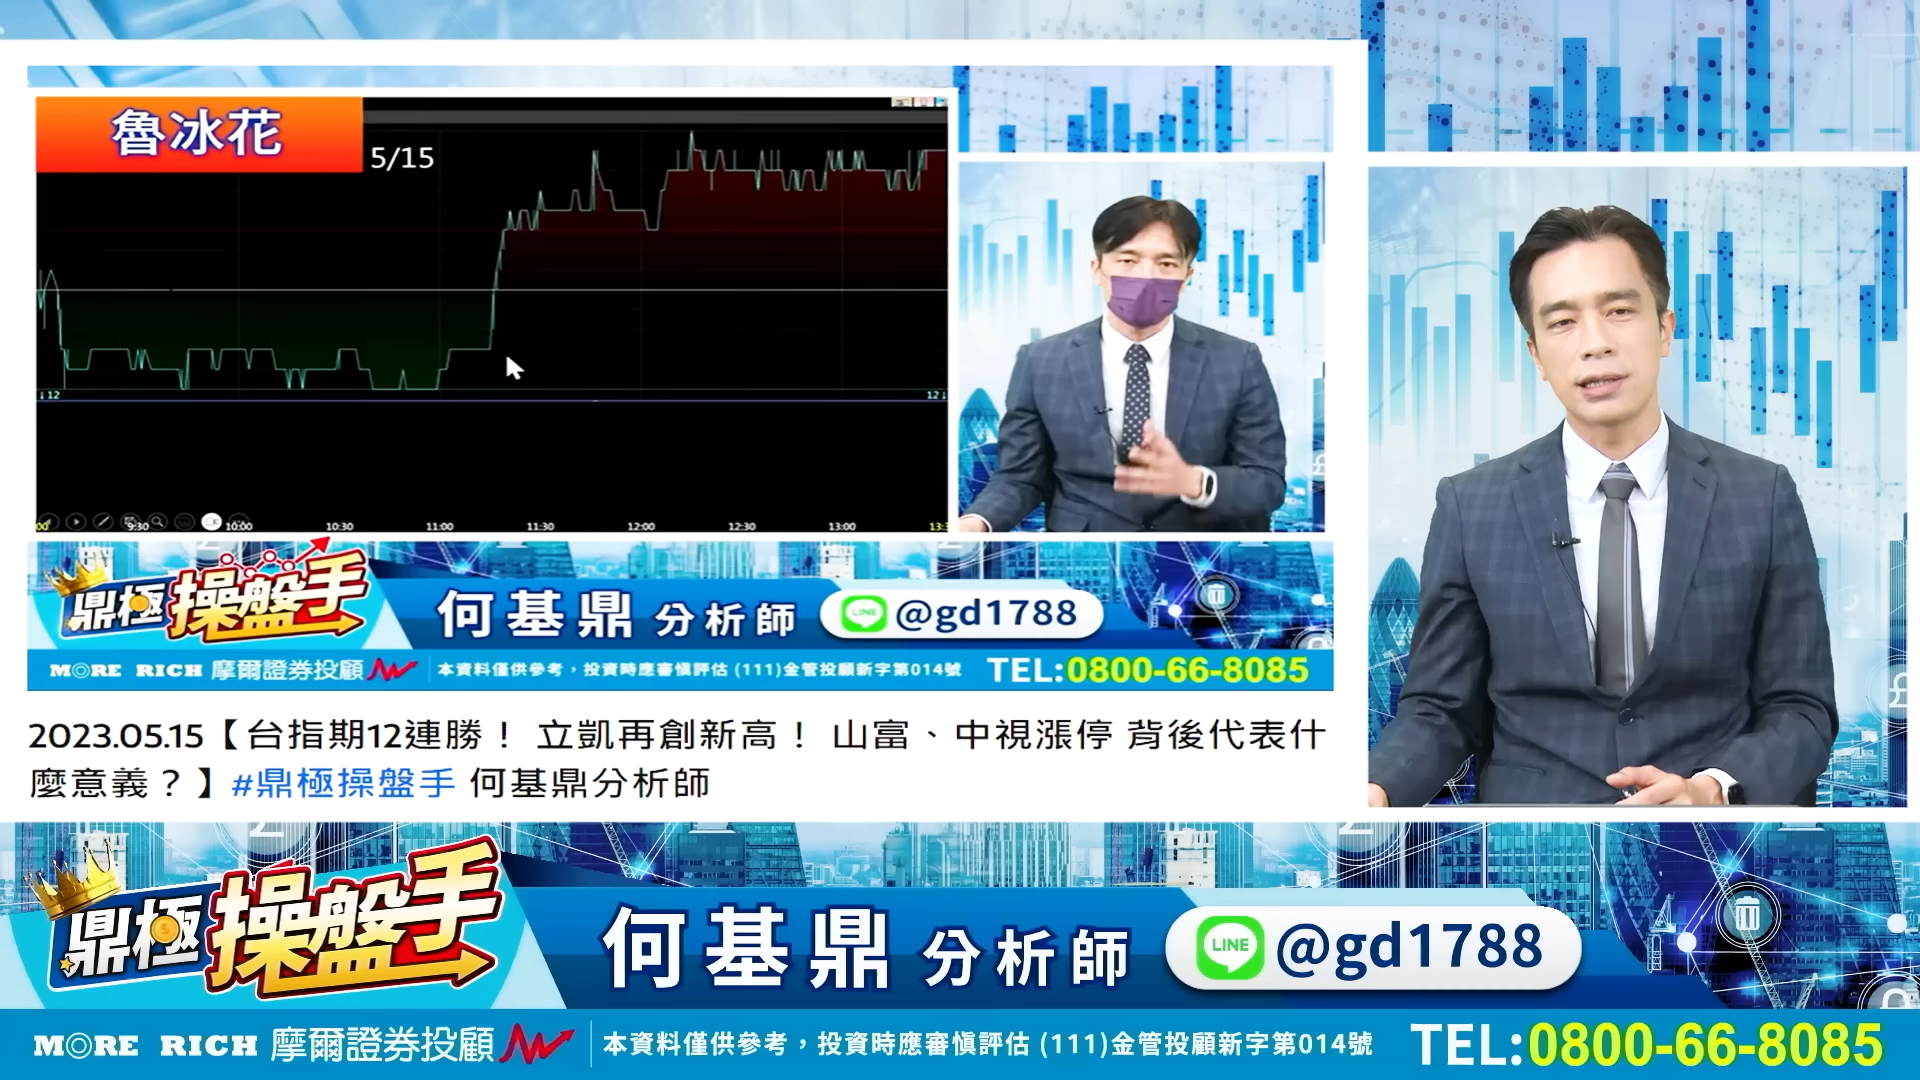 魯冰花
5/15
↓12
12↓
9:30
10:00
10:30
11:00
11:30
12:00
12:30
13:00
鼎極操盤手
何基鼎 分析師
LINE @gd1788
MORE RICH 摩爾證券投顧
本資料僅供參考，投資時應審慎評估 (111)金管投顧新字第014號
TEL:0800-66-8085
2023.05.15【台指期12連勝！ 立凱再創新高！ 山富、中視漲停 背後代表什
麼意義？】#鼎極操盤手 何基鼎分析師
鼎極操盤手
何基鼎 分析師
LINE @gd1788
MORE RICH 摩爾證券投顧
本資料僅供參考，投資時應審慎評估 (111)金管投顧新字第014號
TEL:0800-66-8085